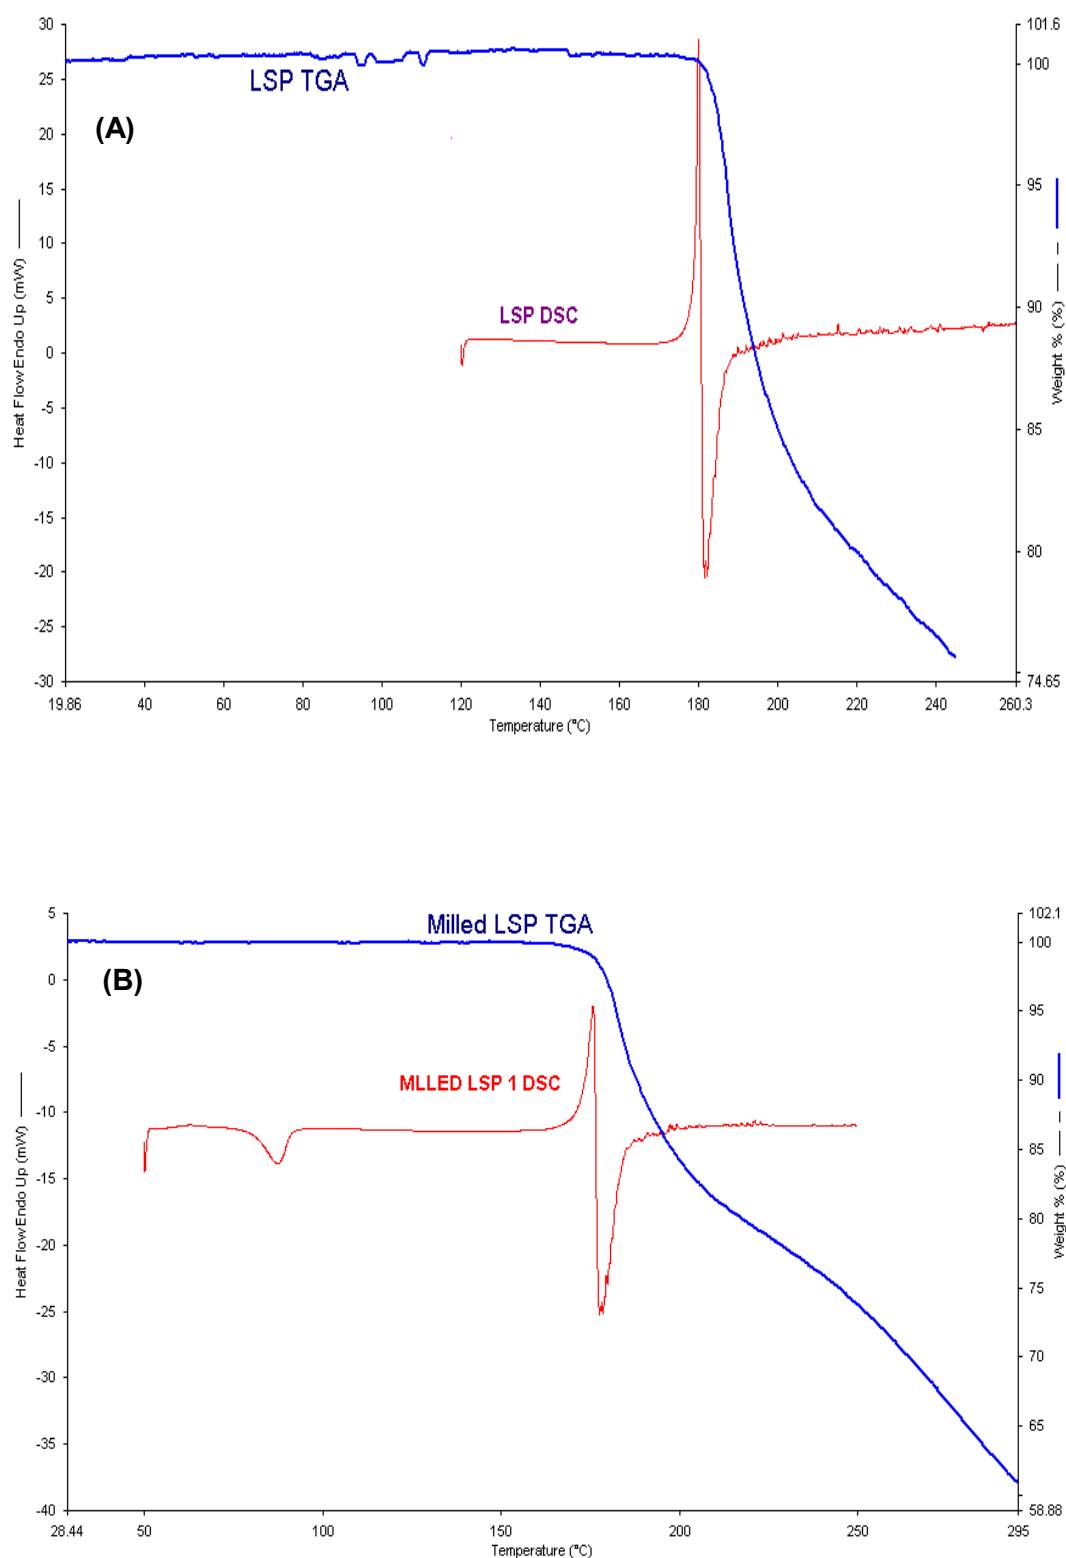 30
25
20
15
10
5
0
-5
-10
-15
-20
-25
-30
Heat Flow Endo Up (mW)
LSP TGA
(A)
LSP DSC
101.6
100
95
90
85
80
74.65
Weight % (%)
19.86 40 60 80 100 120 140 160 180 200 220 240 260.3
Temperature (°C)
5
0
-5
-10
-15
-20
-25
-30
-35
-40
Heat Flow Endo Up (mW)
Milled LSP TGA
(B)
MLLED LSP 1 DSC
102.1
100
95
90
85
80
75
70
65
58.88
Weight % (%)
28.44 50 100 150 200 250 295
Temperature (°C)